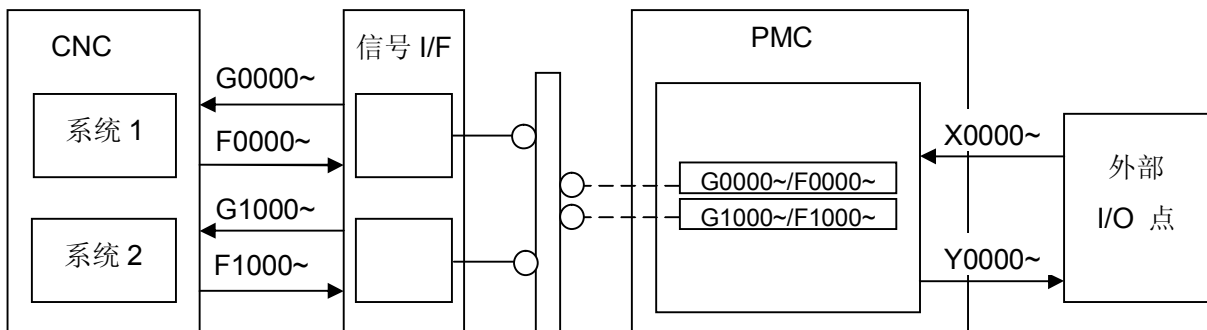 CNC
系统 1
系统 2
G0000~
F0000~
G1000~
F1000~
信号 I/F
PMC
G0000~/F0000~
G1000~/F1000~
X0000~
Y0000~
外部
I/O 点